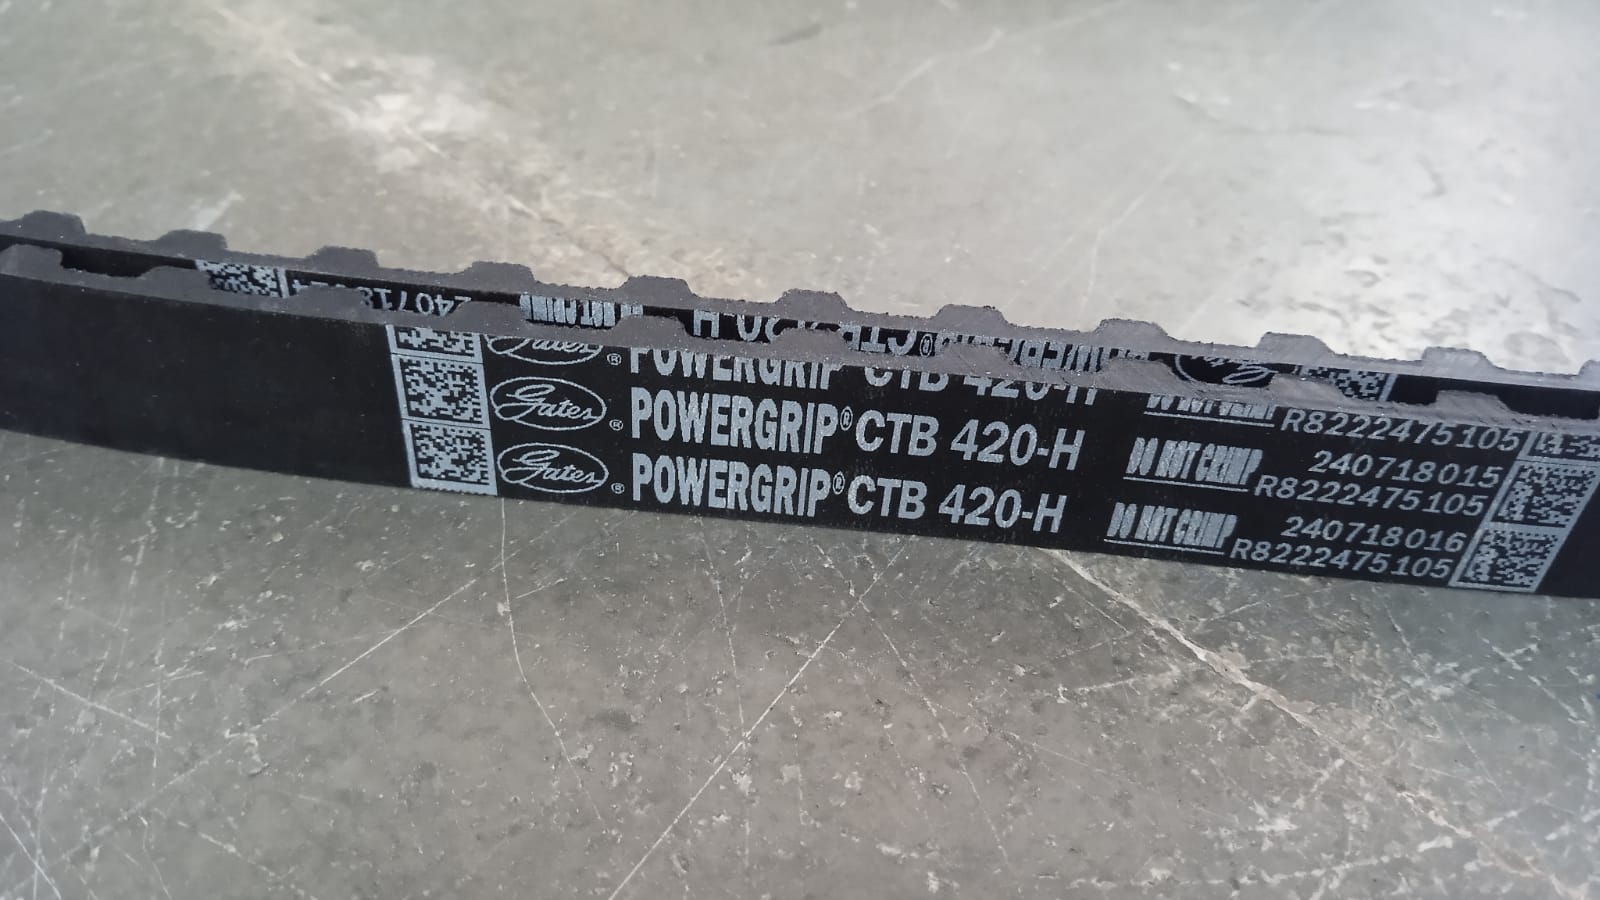 240718
Gates ® POWERGRIP® CTB 420-H
R8222475105
Gates ® POWERGRIP® CTB 420-H DO NOT CRIMP 240718015
R8222475105
Gates ® POWERGRIP® CTB 420-H DO NOT CRIMP 240718016
R8222475105